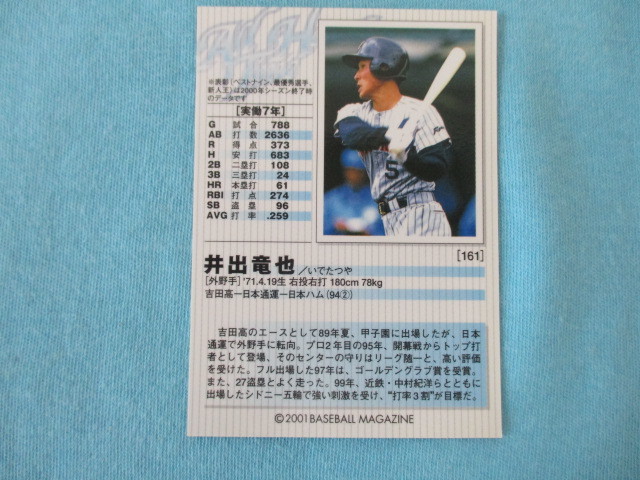 ※表彰（ベストナイン、最優秀選手、
新人王）は2000年シーズン終了時
のデータです
［実働7年］
G 試合 788
AB 打数 2636
R 得点 373
H 安打 683
2B 二塁打 108
3B 三塁打 24
HR 本塁打 61
RBI 打点 274
SB 盗塁 96
AVG 打率 .259
5
［161］
井出竜也／いでたつや
［外野手］'71.4.19生 右投右打 180cm 78kg
吉田高ー日本通運ー日本ハム（94②）
吉田高のエースとして89年夏、甲子園に出場したが、日本
通運で外野手に転向。プロ2年目の95年、開幕戦からトップ打
者として登場、そのセンターの守りはリーグ随一と、高い評価
を受けた。フル出場した97年は、ゴールデングラブ賞を受賞。
また、27盗塁とよく走った。99年、近鉄・中村紀洋らとともに
出場したシドニー五輪で強い刺激を受け、“打率3割”が目標だ。
©2001BASEBALL MAGAZINE